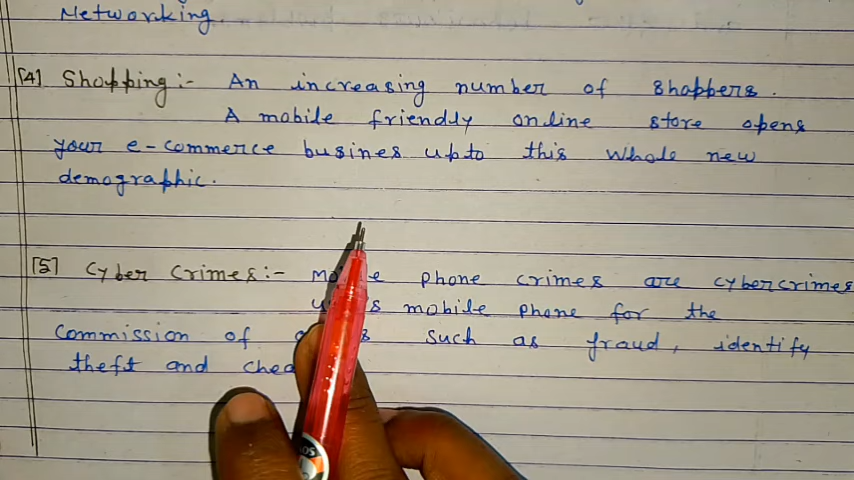 Networking.
[4] Shopping:- An increasing number of shoppers.
A mobile friendly online store opens
your e-commerce busines upto this whole new
demographic.
[5] Cyber Crimes:- phone crimes are cybercrimes
mobile phone for the
Commission of such as fraud, identify
theft and